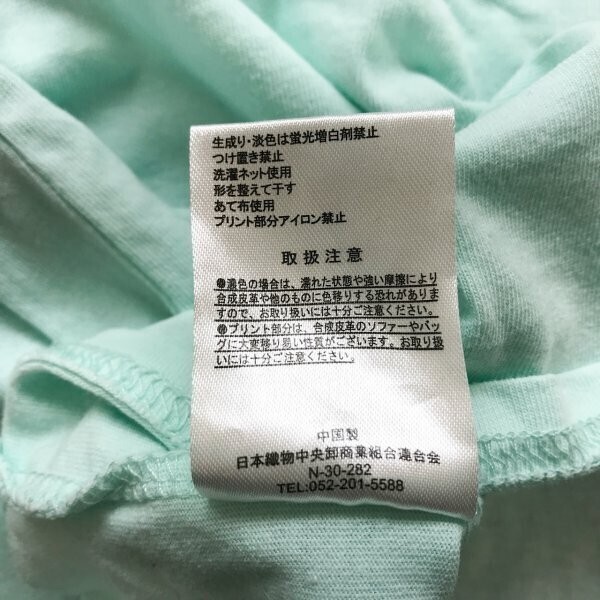 生成り・淡色は蛍光増白剤禁止
つけ置き禁止
洗濯ネット使用
形を整えて干す
あて布使用
プリント部分アイロン禁止
取扱注意
●濃色の場合は、濡れた状態や強い摩擦により
合成皮革や他のものに色移りする恐れがありま
すので、お取り扱いには十分ご注意ください。
●プリント部分は、合成皮革のソファーやバッ
グに大変移り易い性質がございます。お取り扱
いには十分ご注意ください。
中国製
日本織物中央卸商業組合連合会
N-30-282
TEL:052-201-5588